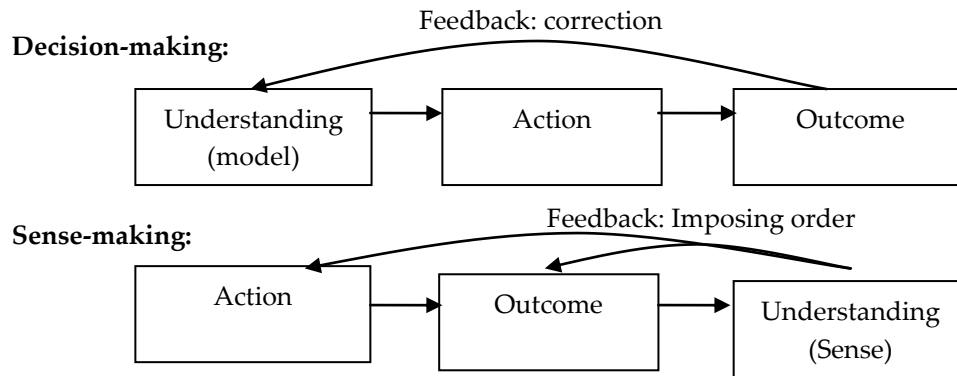 Feedback: correction
Decision-making:
Understanding
(model)
Action
Outcome
Feedback: Imposing order
Sense-making:
Action
Outcome
Understanding
(Sense)